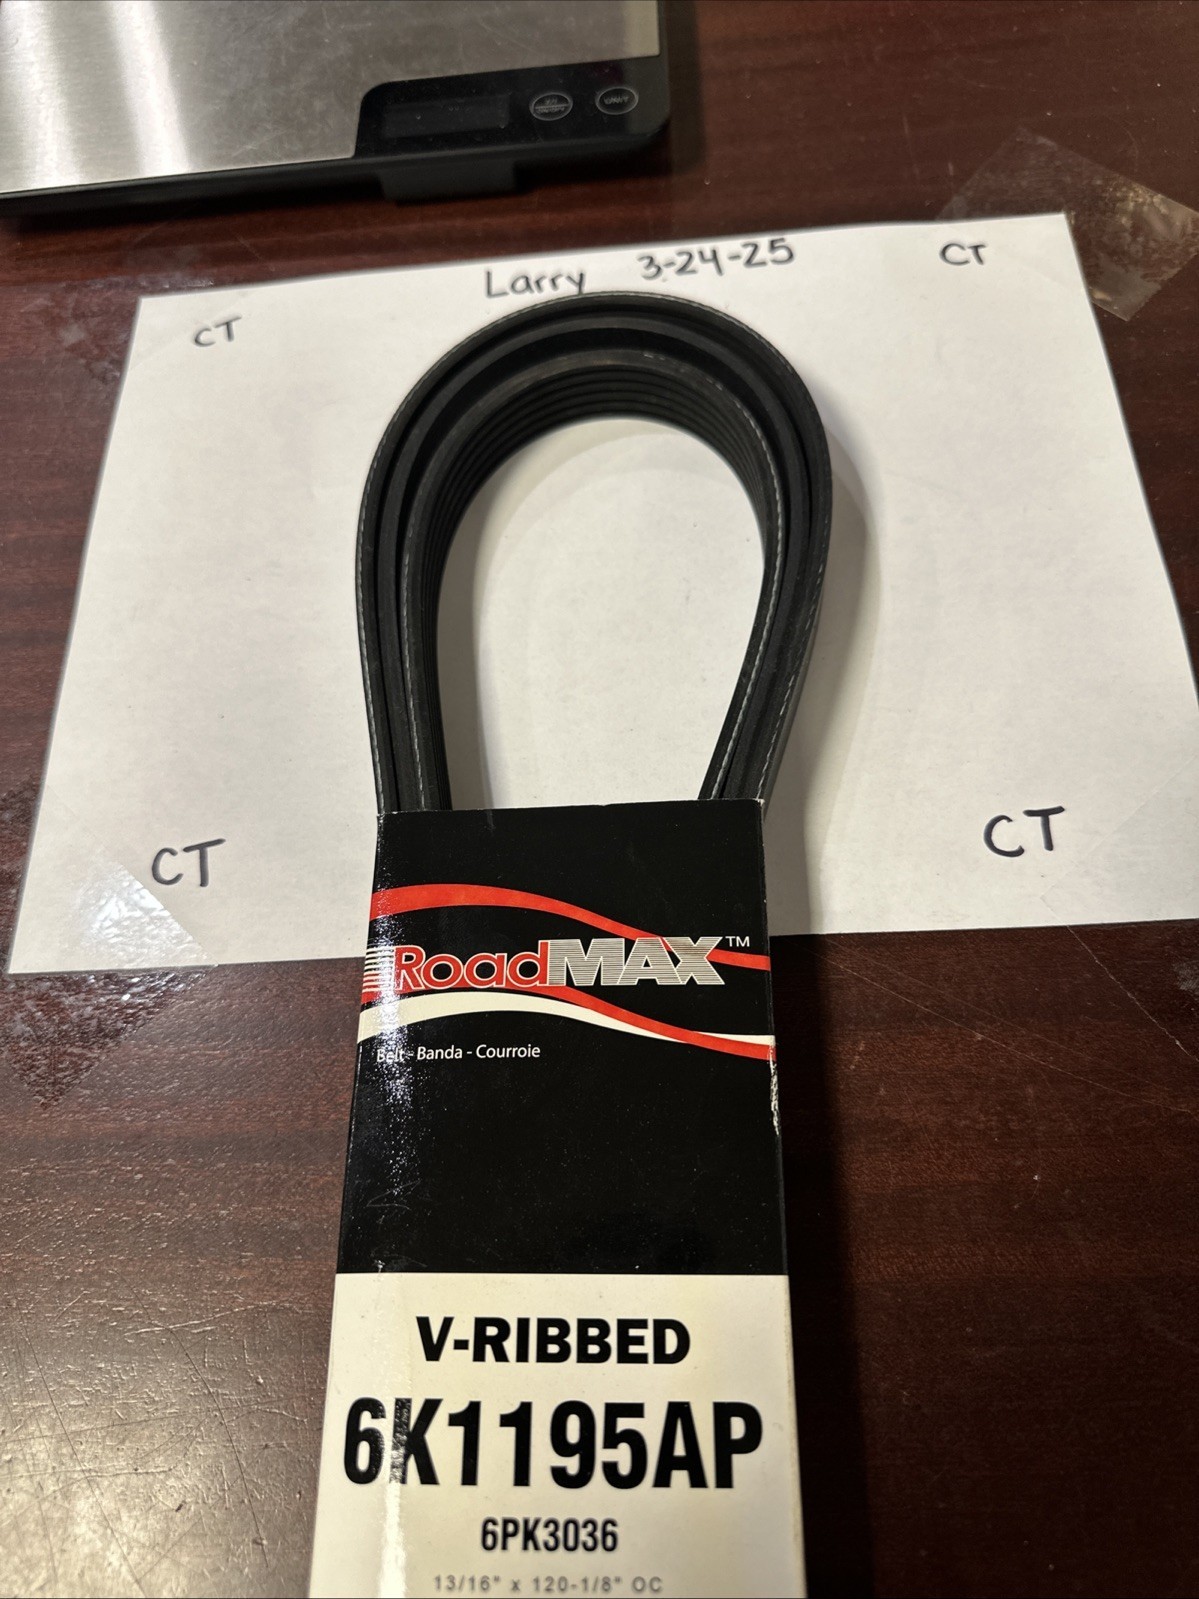 Larry 3-24-25
CT
CT
CT
CT
RoadMAX™
Belt - Banda - Courroie
V-RIBBED
6K1195AP
6PK3036
13/16" x 120-1/8" OC